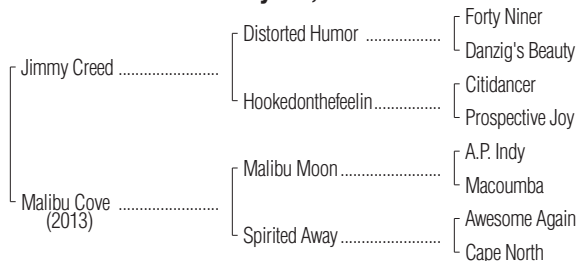 Forty Niner
Distorted Humor ..................
Danzig's Beauty
Jimmy Creed ........................
Citidancer
Hookedonthefeelin................
Prospective Joy
A.P. Indy
Malibu Moon ........................
Macoumba
Malibu Cove ........................
(2013)
Awesome Again
Spirited Away........................
Cape North